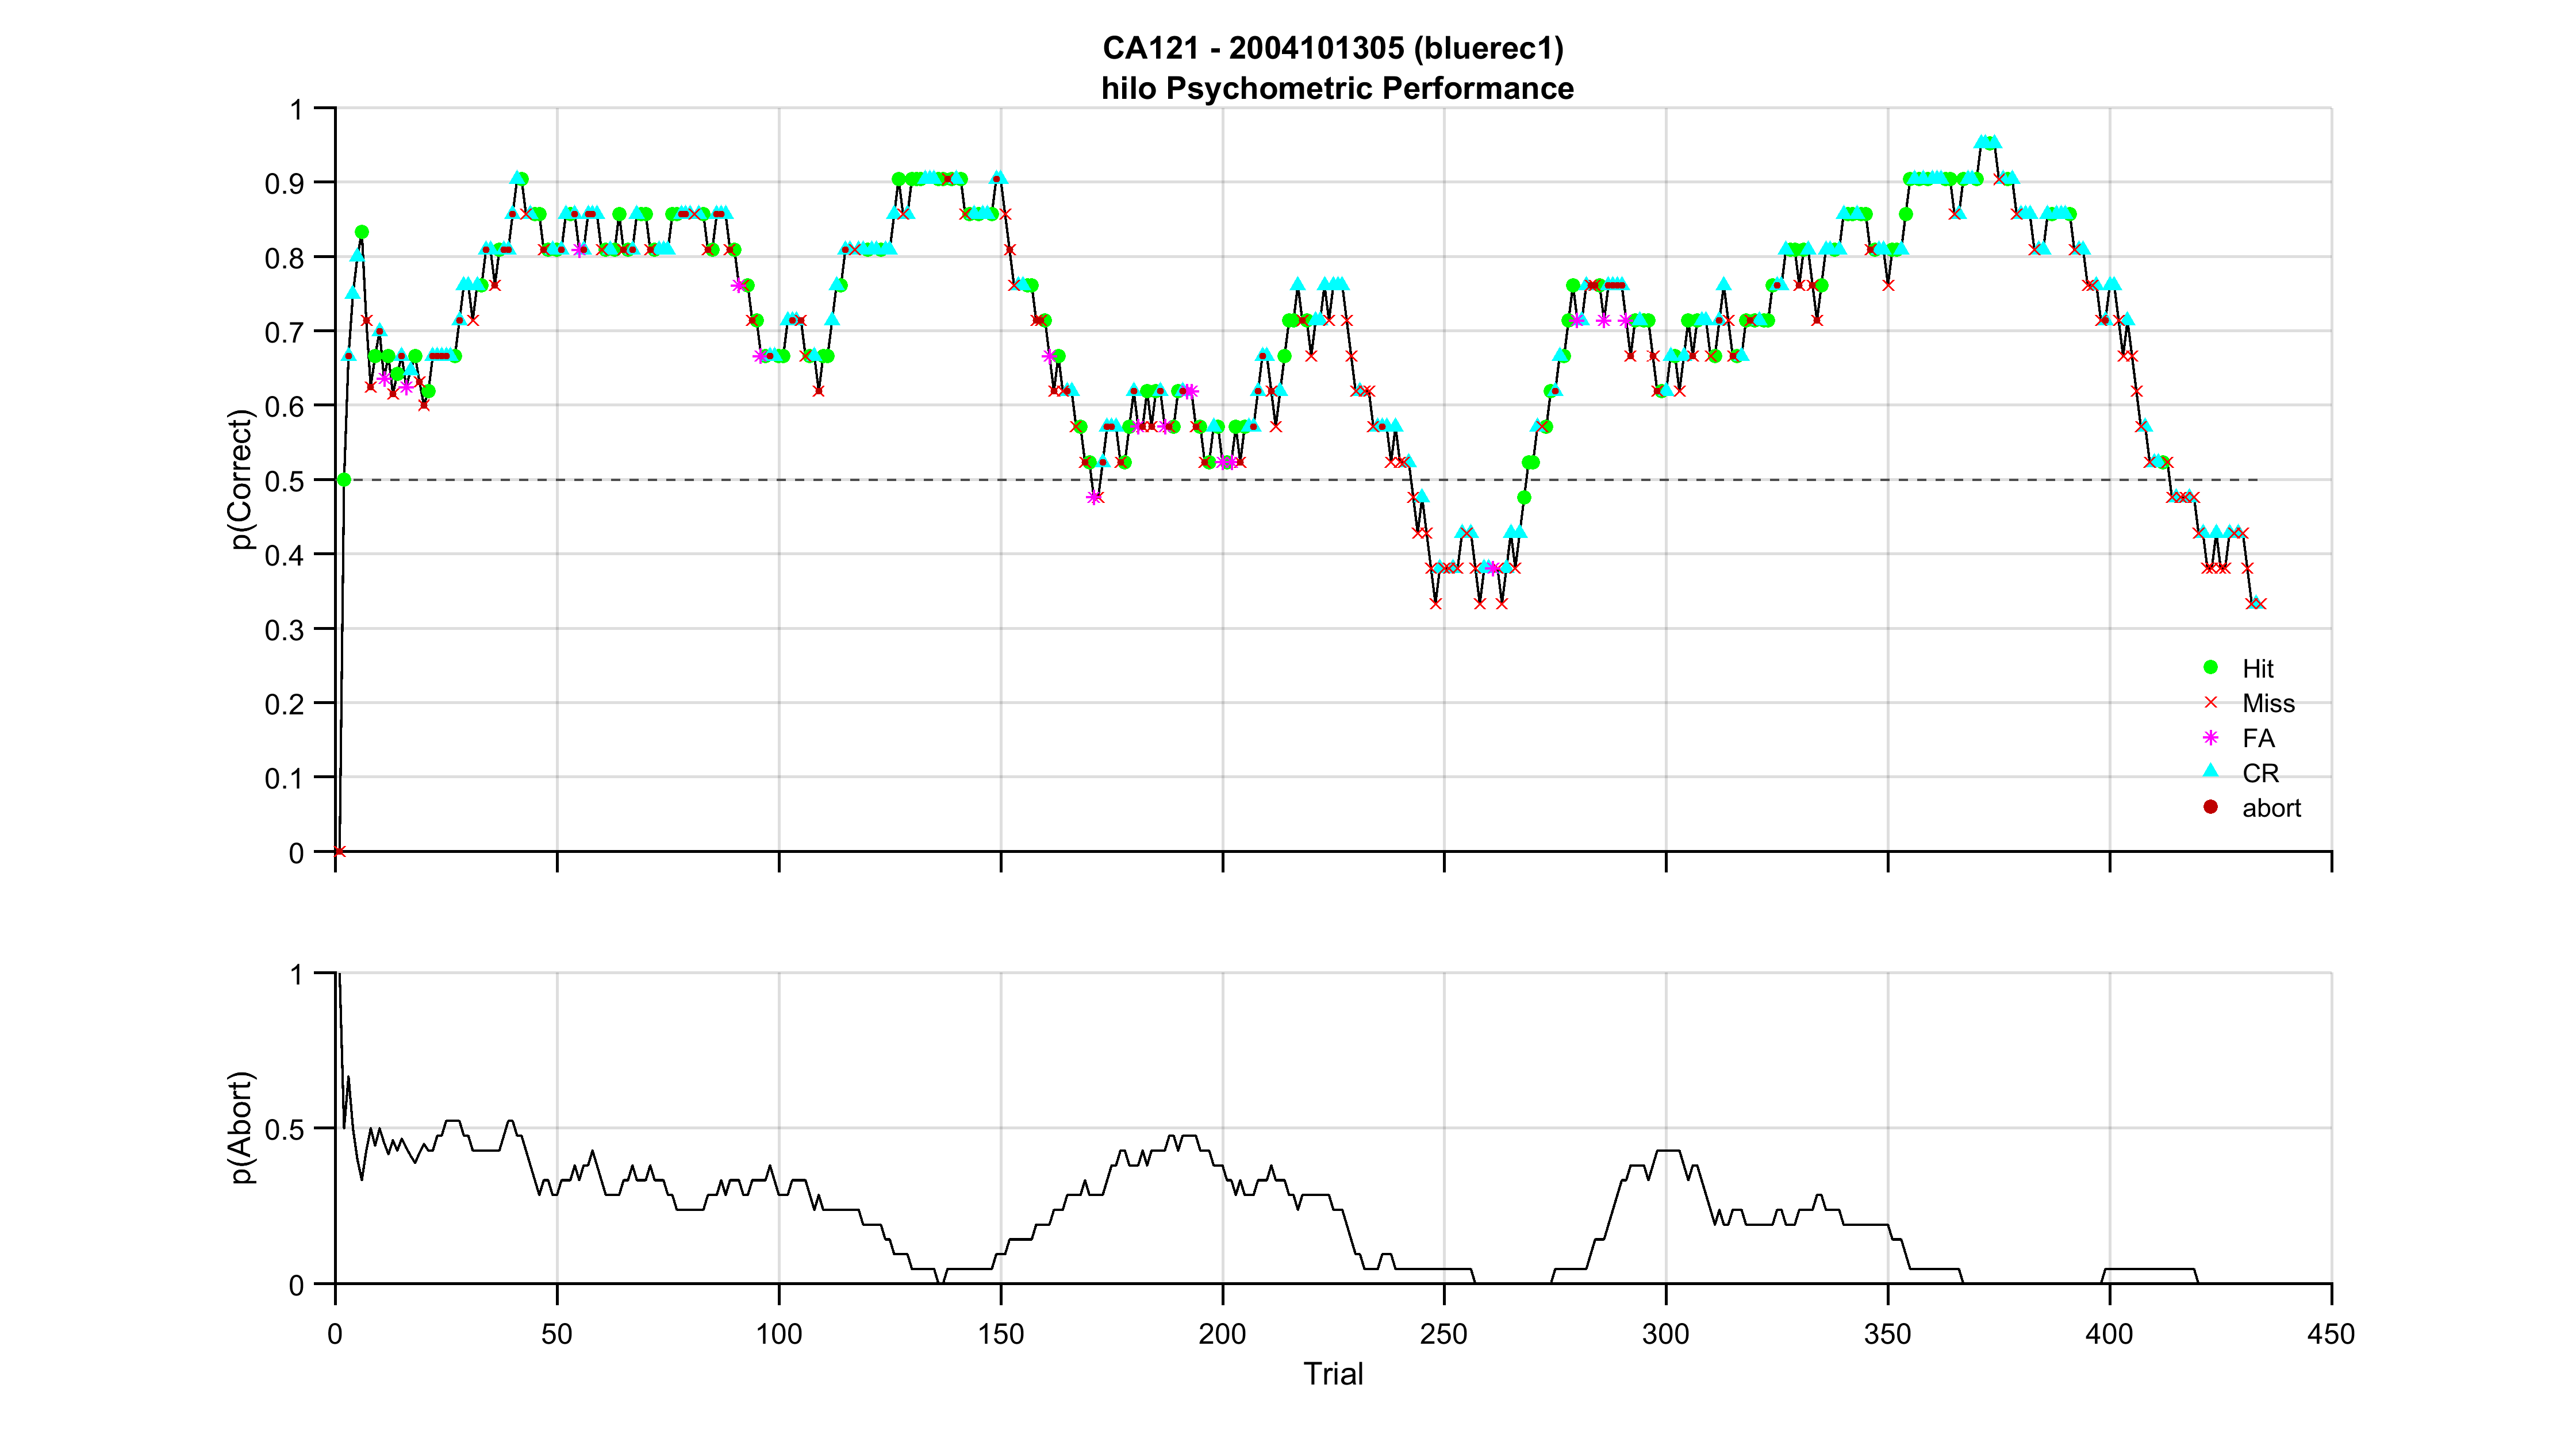 CA121 - 2004101305 (bluerec1)
hilo Psychometric Performance
1
0.9
0.8
0.7
0.6
0.5
0.4
0.3
0.2
0.1
0
p(Correct)
Hit
Miss
FA
CR
abort
1
0.5
0
p(Abort)
0 50 100 150 200 250 300 350 400 450
Trial